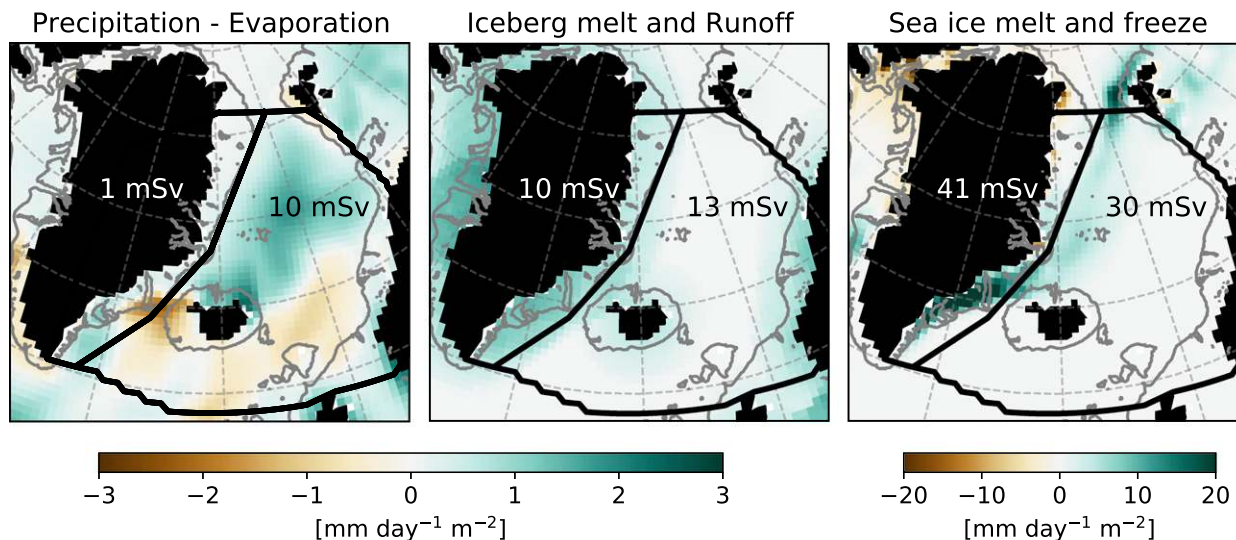 Precipitation - Evaporation
Iceberg melt and Runoff
Sea ice melt and freeze
1 mSv
10 mSv
10 mSv
13 mSv
41 mSv
30 mSv
−3 −2 −1 0 1 2 3
[mm day⁻¹ m⁻²]
−20 −10 0 10 20
[mm day⁻¹ m⁻²]